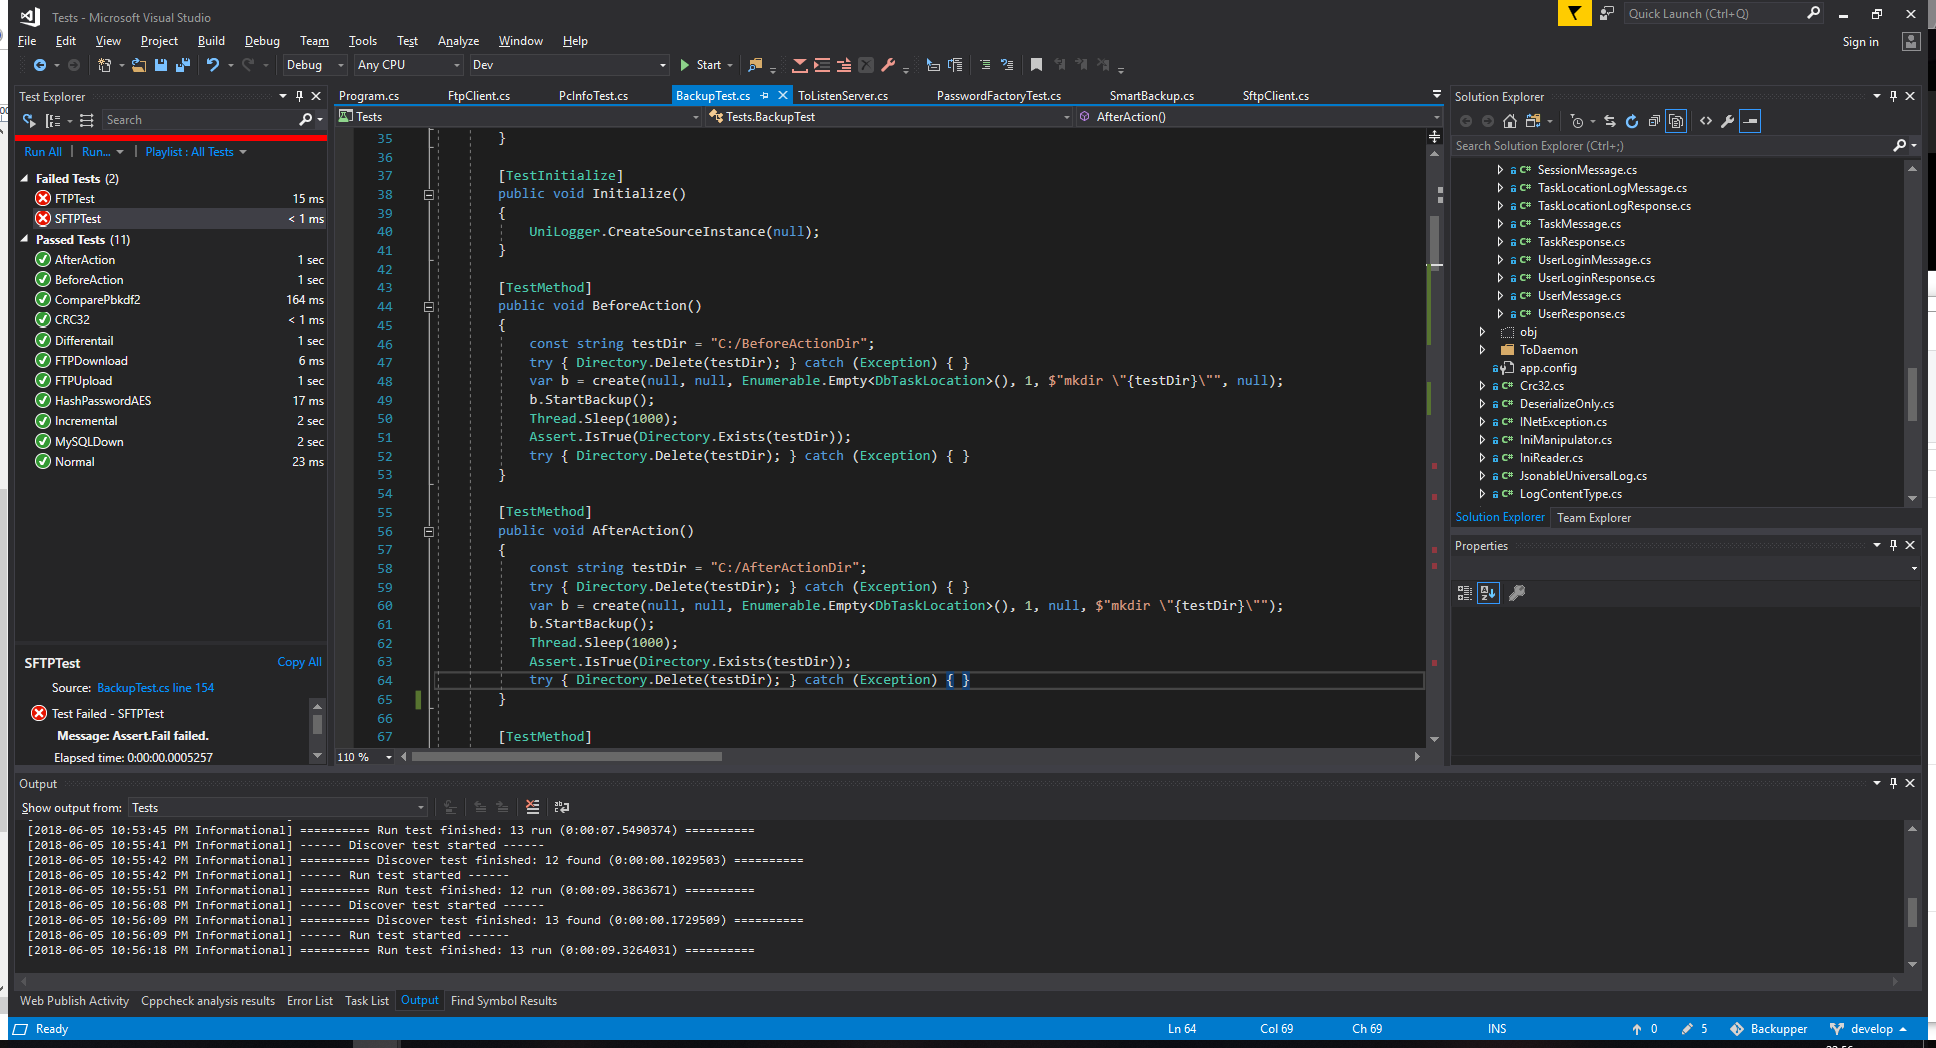 Tests - Microsoft Visual Studio
Quick Launch (Ctrl+Q)
File Edit View Project Build Debug Team Tools Test Analyze Window Help
Sign in
Debug Any CPU Dev Start
Test Explorer
Search
Run All | Run... | Playlist : All Tests
Failed Tests (2)
FTPTest 15 ms
SFTPTest < 1 ms
Passed Tests (11)
AfterAction 1 sec
BeforeAction 1 sec
ComparePbkdf2 164 ms
CRC32 < 1 ms
Differentail 1 sec
FTPDownload 6 ms
FTPUpload 1 sec
HashPasswordAES 17 ms
Incremental 2 sec
MySQLDown 2 sec
Normal 23 ms
SFTPTest Copy All
Source: BackupTest.cs line 154
Test Failed - SFTPTest
Message: Assert.Fail failed.
Elapsed time: 0:00:00.0005257
Program.cs FtpClient.cs PcInfoTest.cs BackupTest.cs ToListenServer.cs PasswordFactoryTest.cs SmartBackup.cs SftpClient.cs
Tests Tests.BackupTest AfterAction()
35 }
36
37 [TestInitialize]
38 public void Initialize()
39 {
40 UniLogger.CreateSourceInstance(null);
41 }
42
43 [TestMethod]
44 public void BeforeAction()
45 {
46 const string testDir = "C:/BeforeActionDir";
47 try { Directory.Delete(testDir); } catch (Exception) { }
48 var b = create(null, null, Enumerable.Empty<DbTaskLocation>(), 1, $"mkdir \"{testDir}\"", null);
49 b.StartBackup();
50 Thread.Sleep(1000);
51 Assert.IsTrue(Directory.Exists(testDir));
52 try { Directory.Delete(testDir); } catch (Exception) { }
53 }
54
55 [TestMethod]
56 public void AfterAction()
57 {
58 const string testDir = "C:/AfterActionDir";
59 try { Directory.Delete(testDir); } catch (Exception) { }
60 var b = create(null, null, Enumerable.Empty<DbTaskLocation>(), 1, null, $"mkdir \"{testDir}\"");
61 b.StartBackup();
62 Thread.Sleep(1000);
63 Assert.IsTrue(Directory.Exists(testDir));
64 try { Directory.Delete(testDir); } catch (Exception) { }
65 }
66
67 [TestMethod]
110 %
Solution Explorer
Search Solution Explorer (Ctrl+;)
C# SessionMessage.cs
C# TaskLocationLogMessage.cs
C# TaskLocationLogResponse.cs
C# TaskMessage.cs
C# TaskResponse.cs
C# UserLoginMessage.cs
C# UserLoginResponse.cs
C# UserMessage.cs
C# UserResponse.cs
obj
ToDaemon
app.config
C# Crc32.cs
C# DeserializeOnly.cs
C# INetException.cs
C# IniManipulator.cs
C# IniReader.cs
C# JsonableUniversalLog.cs
C# LogContentType.cs
Solution Explorer Team Explorer
Properties
Output
Show output from: Tests
[2018-06-05 10:53:45 PM Informational] ========== Run test finished: 13 run (0:00:07.5490374) ==========
[2018-06-05 10:55:41 PM Informational] ------ Discover test started ------
[2018-06-05 10:55:42 PM Informational] ========== Discover test finished: 12 found (0:00:00.1029503) ==========
[2018-06-05 10:55:42 PM Informational] ------ Run test started ------
[2018-06-05 10:55:51 PM Informational] ========== Run test finished: 12 run (0:00:09.3863671) ==========
[2018-06-05 10:56:08 PM Informational] ------ Discover test started ------
[2018-06-05 10:56:09 PM Informational] ========== Discover test finished: 13 found (0:00:00.1729509) ==========
[2018-06-05 10:56:09 PM Informational] ------ Run test started ------
[2018-06-05 10:56:18 PM Informational] ========== Run test finished: 13 run (0:00:09.3264031) ==========
Web Publish Activity Cppcheck analysis results Error List Task List Output Find Symbol Results
Ready Ln 64 Col 69 Ch 69 INS 0 5 Backupper develop